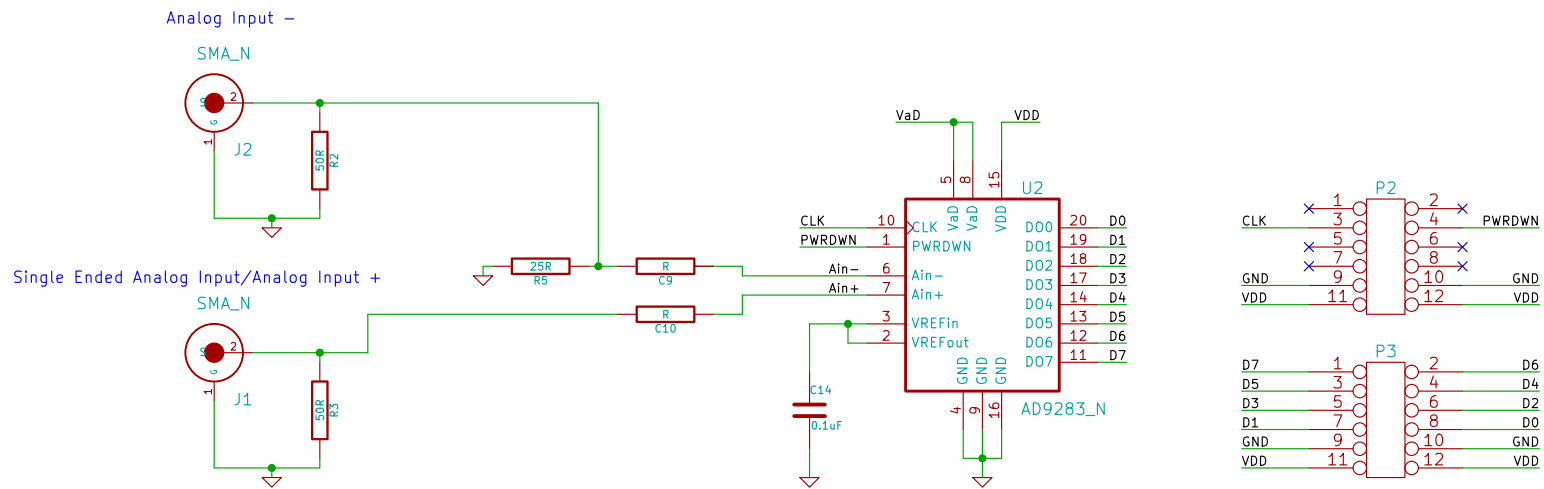 Analog Input -
SMA_N
2
G
1
J2
50R
R2
Single Ended Analog Input/Analog Input +
SMA_N
2
G
1
J1
50R
R3
25R
R5
R
C9
R
C10
VaD
VDD
5
8
15
U2
VaD
VaD
VDD
CLK
10
CLK
PWRDWN
1
PWRDWN
Ain-
6
Ain-
Ain+
7
Ain+
3
VREFin
2
VREFout
DO0
20
D0
DO1
19
D1
DO2
18
D2
DO3
17
D3
DO4
14
D4
DO5
13
D5
DO6
12
D6
DO7
11
D7
GND
GND
GND
4
9
16
AD9283_N
C14
0.1uF
P2
1
2
CLK
3
4
PWRDWN
5
6
7
8
GND
9
10
GND
VDD
11
12
VDD
P3
D7
1
2
D6
D5
3
4
D4
D3
5
6
D2
D1
7
8
D0
GND
9
10
GND
VDD
11
12
VDD